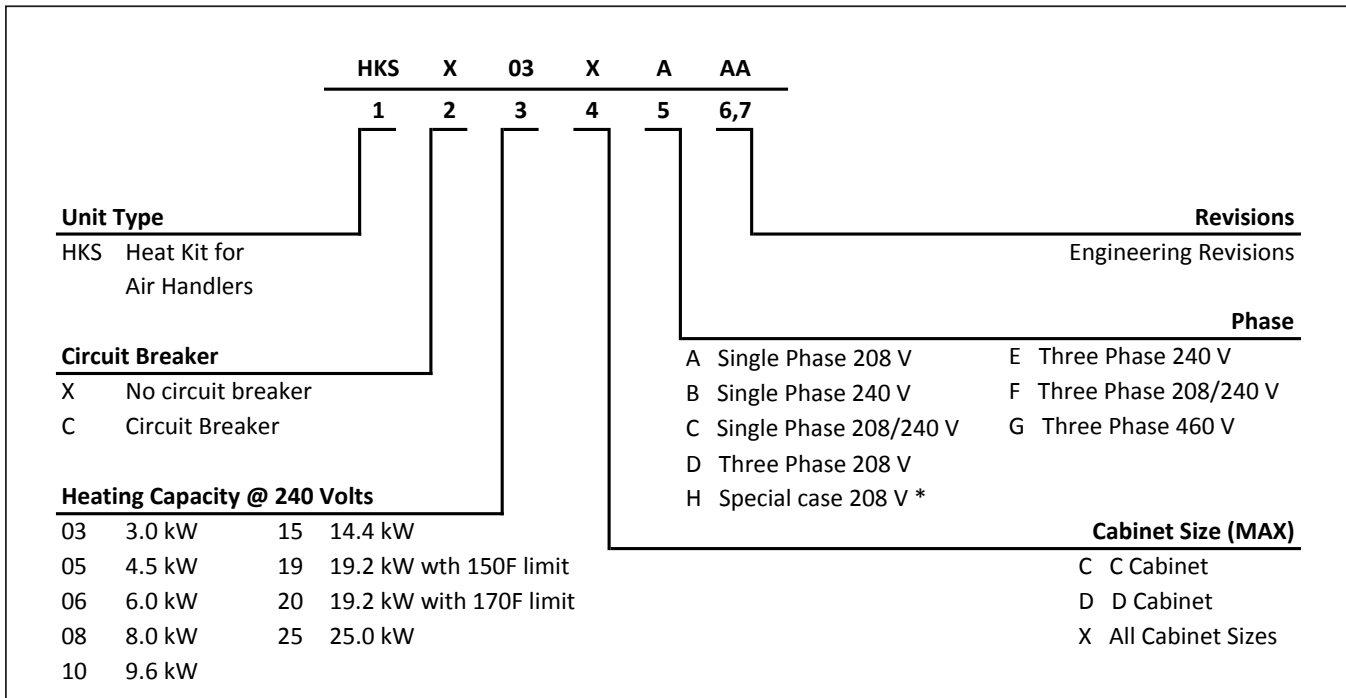 HKS X 03 X A AA
1 2 3 4 5 6,7
Unit Type
HKS Heat Kit for
Air Handlers
Revisions
Engineering Revisions
Circuit Breaker
X No circuit breaker
C Circuit Breaker
Phase
A Single Phase 208 V E Three Phase 240 V
B Single Phase 240 V F Three Phase 208/240 V
C Single Phase 208/240 V G Three Phase 460 V
D Three Phase 208 V
H Special case 208 V *
Heating Capacity @ 240 Volts
03 3.0 kW 15 14.4 kW
05 4.5 kW 19 19.2 kW wth 150F limit
06 6.0 kW 20 19.2 kW with 170F limit
08 8.0 kW 25 25.0 kW
10 9.6 kW
Cabinet Size (MAX)
C C Cabinet
D D Cabinet
X All Cabinet Sizes